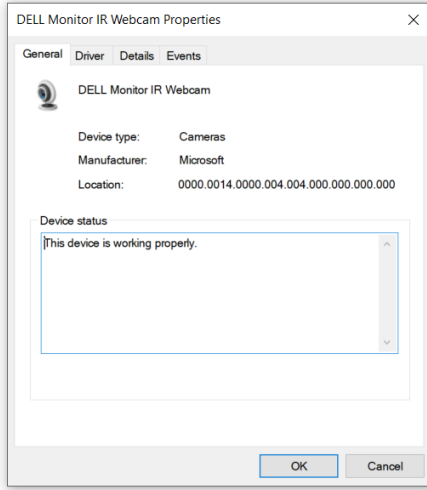 DELL Monitor IR Webcam Properties
General Driver Details Events
DELL Monitor IR Webcam
Device type: Cameras
Manufacturer: Microsoft
Location: 0000.0014.0000.004.004.000.000.000.000
Device status
This device is working properly.
OK Cancel